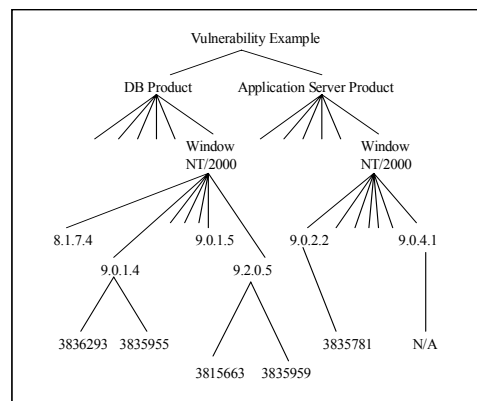 Vulnerability Example
DB Product
Application Server Product
Window
NT/2000
Window
NT/2000
8.1.7.4
9.0.1.5
9.0.2.2
9.0.4.1
9.0.1.4
9.2.0.5
3836293
3835955
3835781
N/A
3815663
3835959